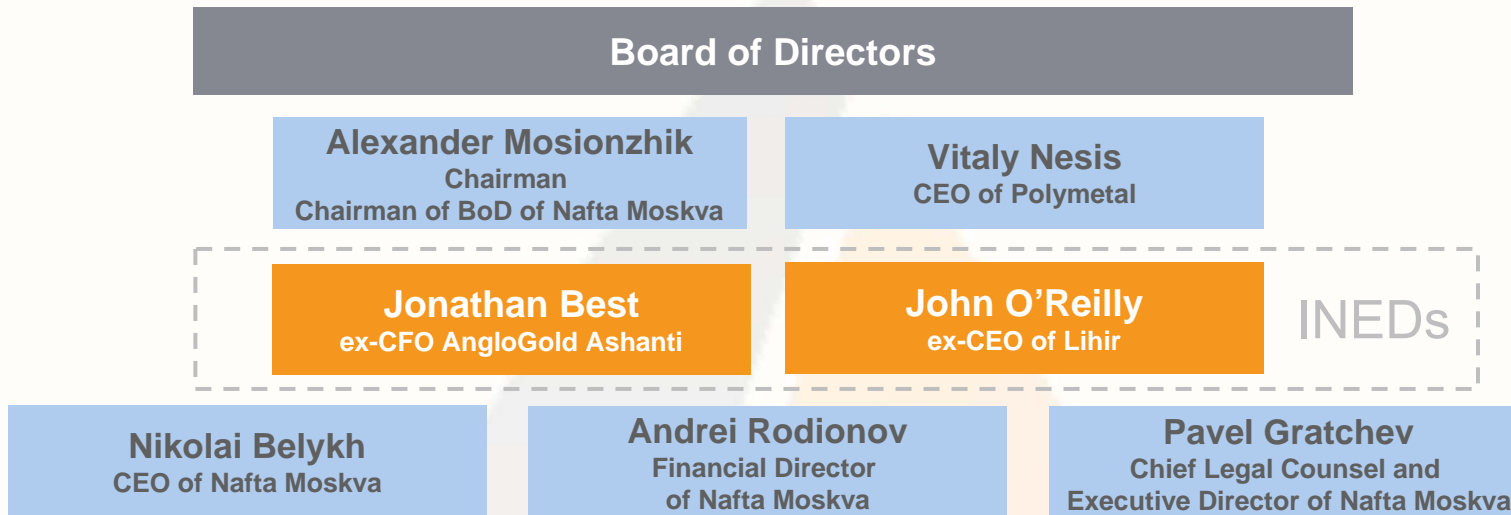 Board of Directors
Alexander Mosionzhik
Chairman
Chairman of BoD of Nafta Moskva
Vitaly Nesis
CEO of Polymetal
Jonathan Best
ex-CFO AngloGold Ashanti
John O’Reilly
ex-CEO of Lihir
INEDs
Nikolai Belykh
CEO of Nafta Moskva
Andrei Rodionov
Financial Director
of Nafta Moskva
Pavel Gratchev
Chief Legal Counsel and
Executive Director of Nafta Moskva